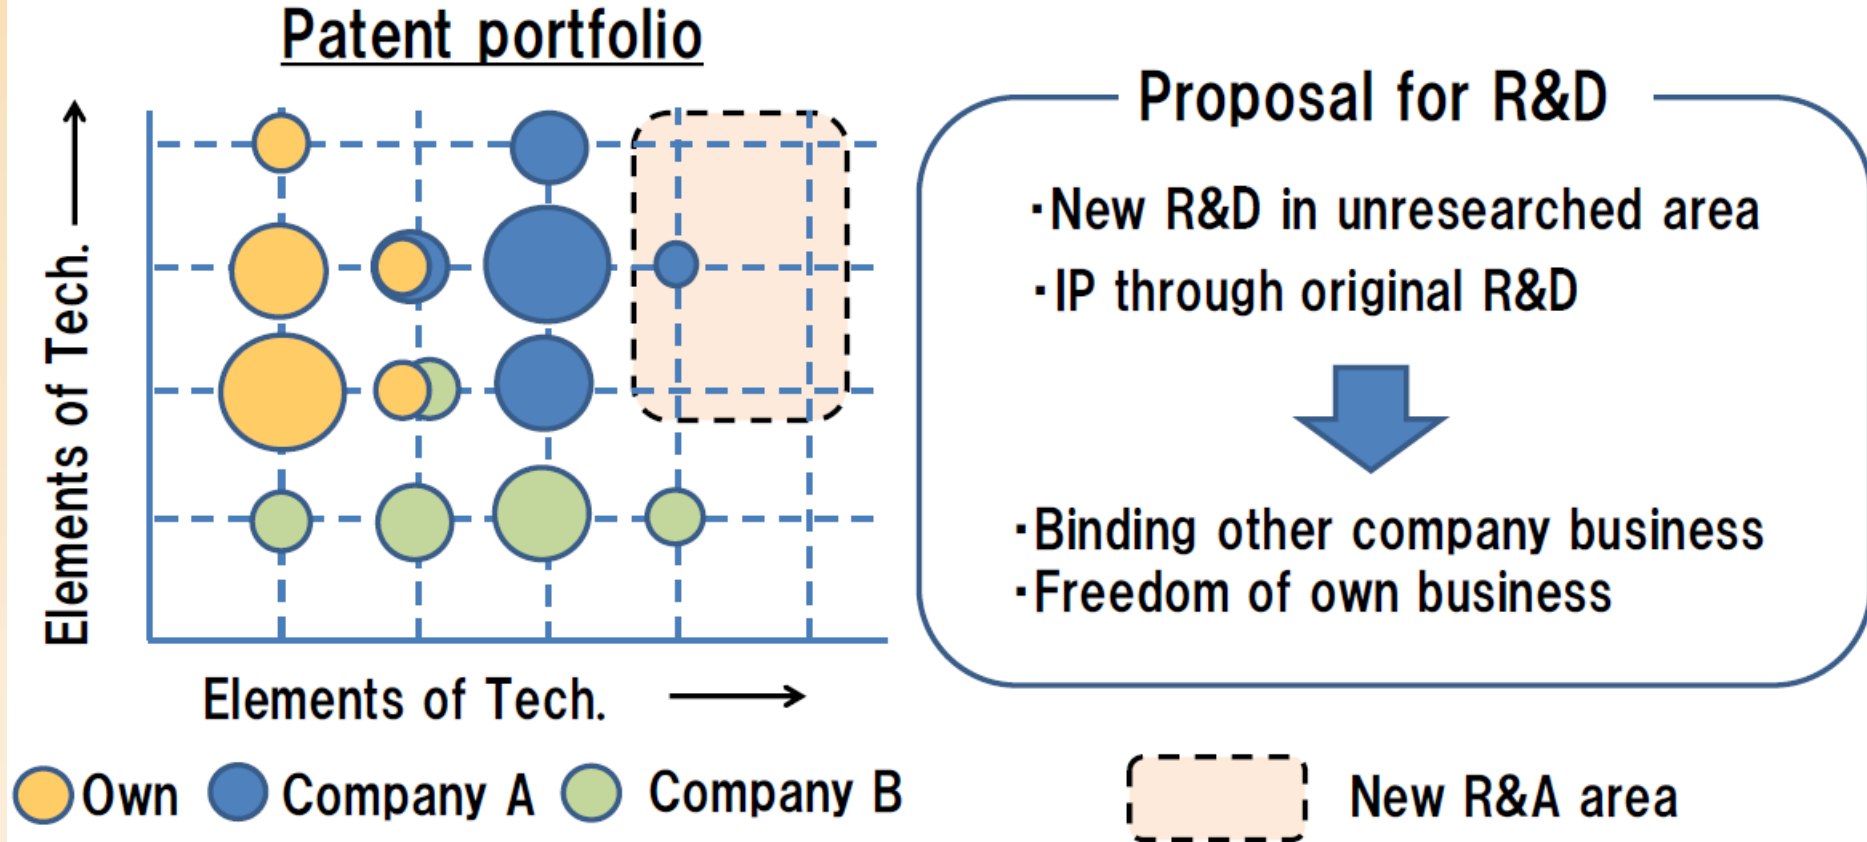 Patent portfolio
Elements of Tech.
Elements of Tech.
Own
Company A
Company B
Proposal for R&D
・New R&D in unresearched area
・IP through original R&D
・Binding other company business
・Freedom of own business
New R&A area